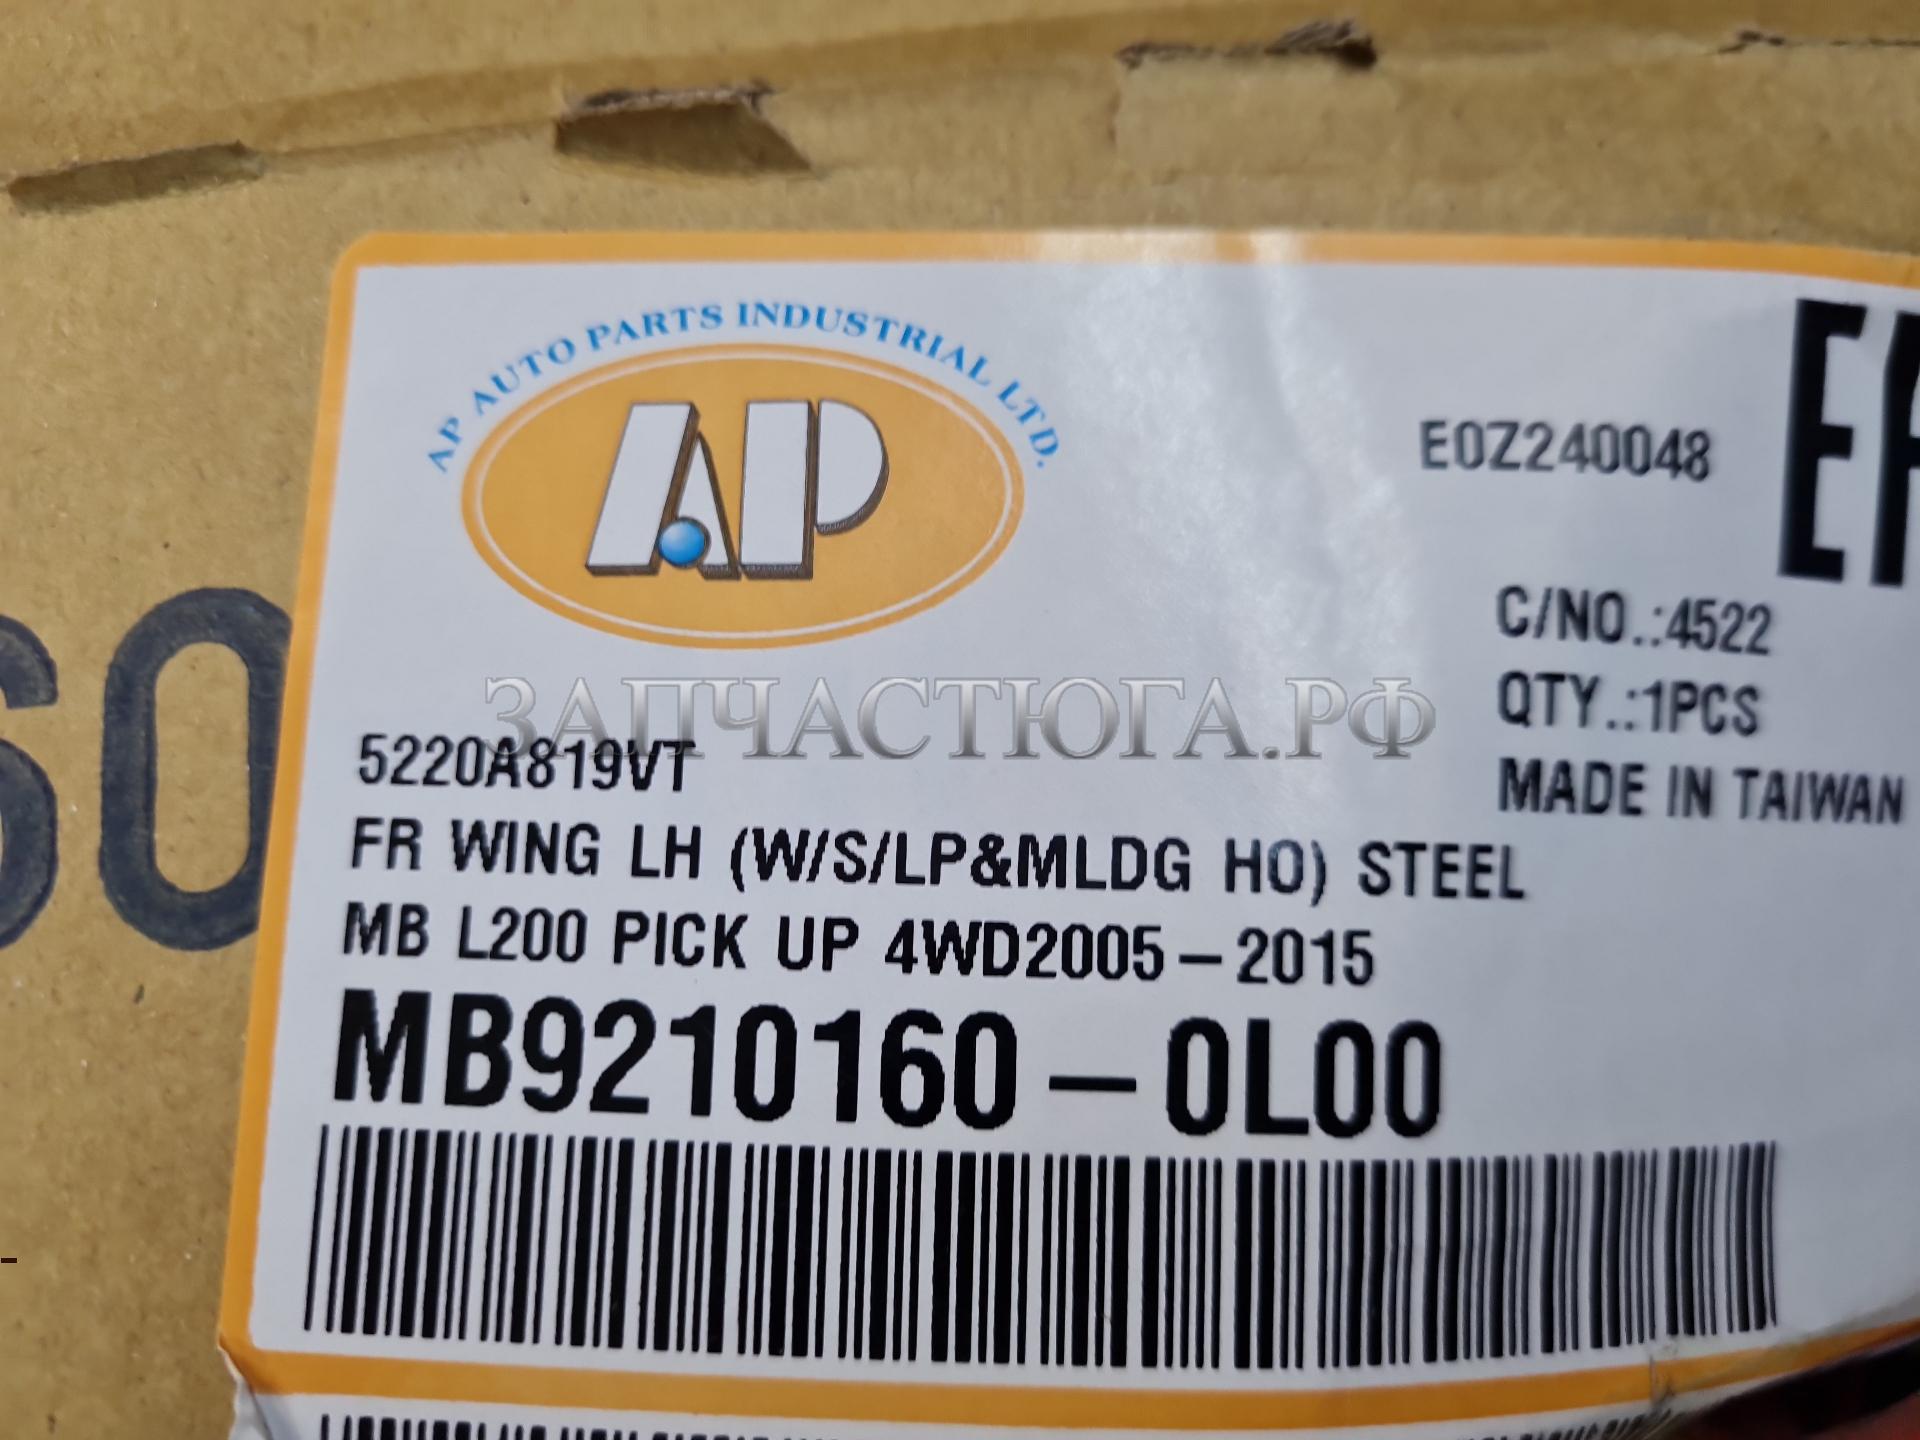 AP AUTO PARTS INDUSTRIAL LTD.
AP
E0Z240048
C/NO.:4522
QTY.:1PCS
MADE IN TAIWAN
ЗАПЧАСТЮГА.РФ
5220A819VT
FR WING LH (W/S/LP&MLDG HO) STEEL
MB L200 PICK UP 4WD2005-2015
MB9210160-0L00